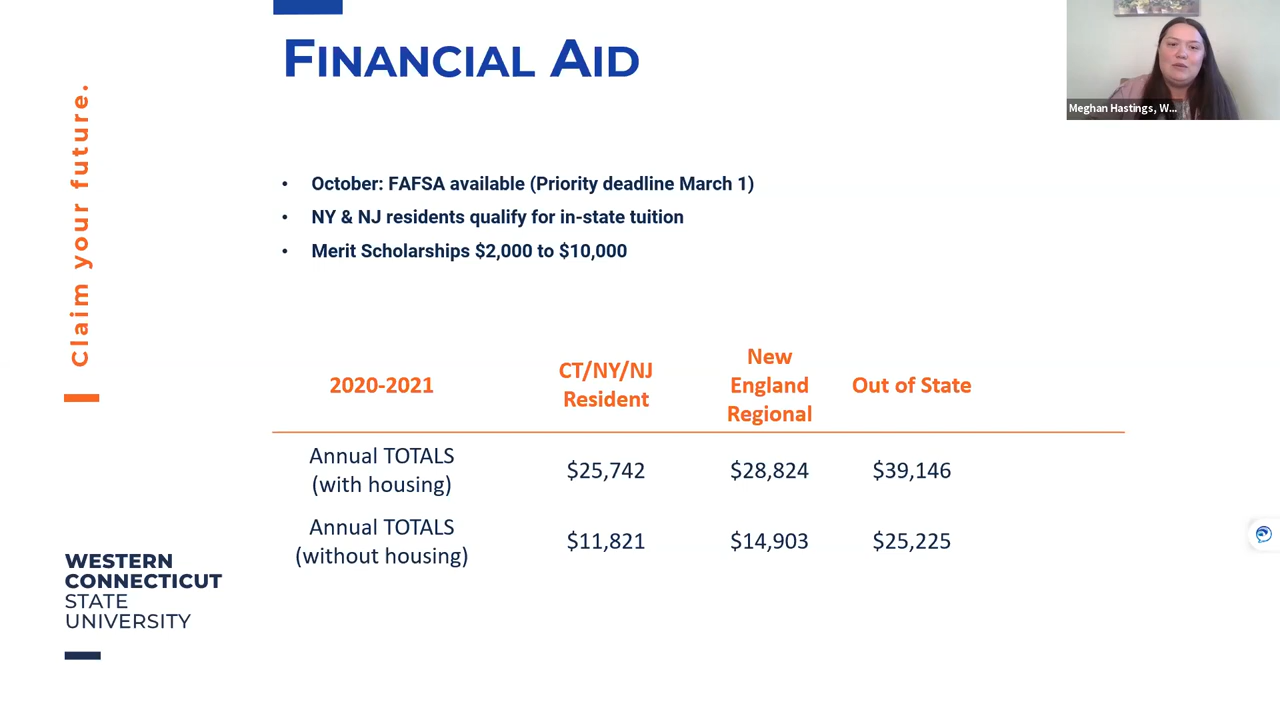 FINANCIAL AID
Meghan Hastings, W...
Claim your future.
• October: FAFSA available (Priority deadline March 1)
• NY & NJ residents qualify for in-state tuition
• Merit Scholarships $2,000 to $10,000
2020-2021
CT/NY/NJ
Resident
New
England
Regional
Out of State
Annual TOTALS
(with housing)
$25,742
$28,824
$39,146
Annual TOTALS
(without housing)
$11,821
$14,903
$25,225
WESTERN
CONNECTICUT
STATE
UNIVERSITY